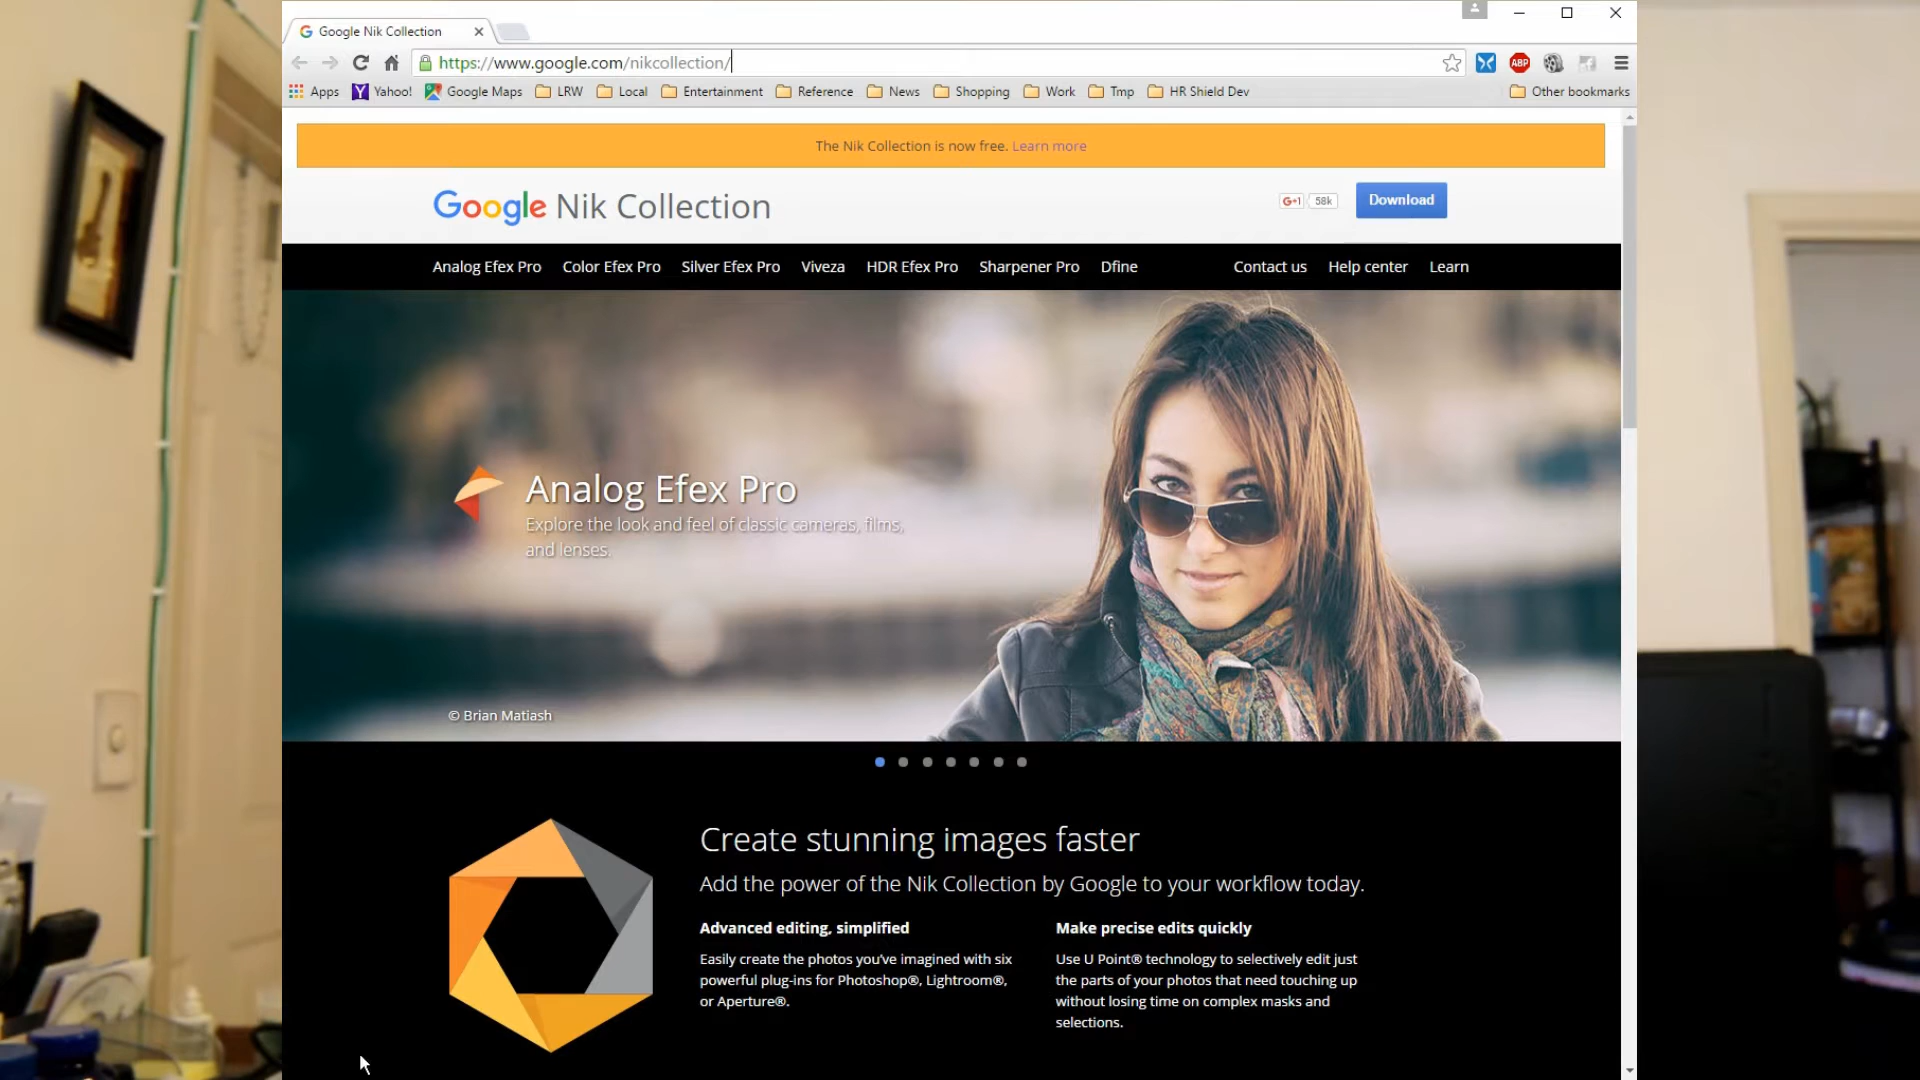 Google Nik Collection
https://www.google.com/nikcollection/
ABP
Apps Yahoo! Google Maps LRW Local Entertainment Reference News Shopping Work Tmp HR Shield Dev Other bookmarks
The Nik Collection is now free. Learn more
Google Nik Collection
G+1 58k Download
Analog Efex Pro Color Efex Pro Silver Efex Pro Viveza HDR Efex Pro Sharpener Pro Dfine Contact us Help center Learn
Analog Efex Pro
Explore the look and feel of classic cameras, films,
and lenses.
© Brian Matiash
Create stunning images faster
Add the power of the Nik Collection by Google to your workflow today.
Advanced editing, simplified
Easily create the photos you've imagined with six
powerful plug-ins for Photoshop®, Lightroom®,
or Aperture®.
Make precise edits quickly
Use U Point® technology to selectively edit just
the parts of your photos that need touching up
without losing time on complex masks and
selections.